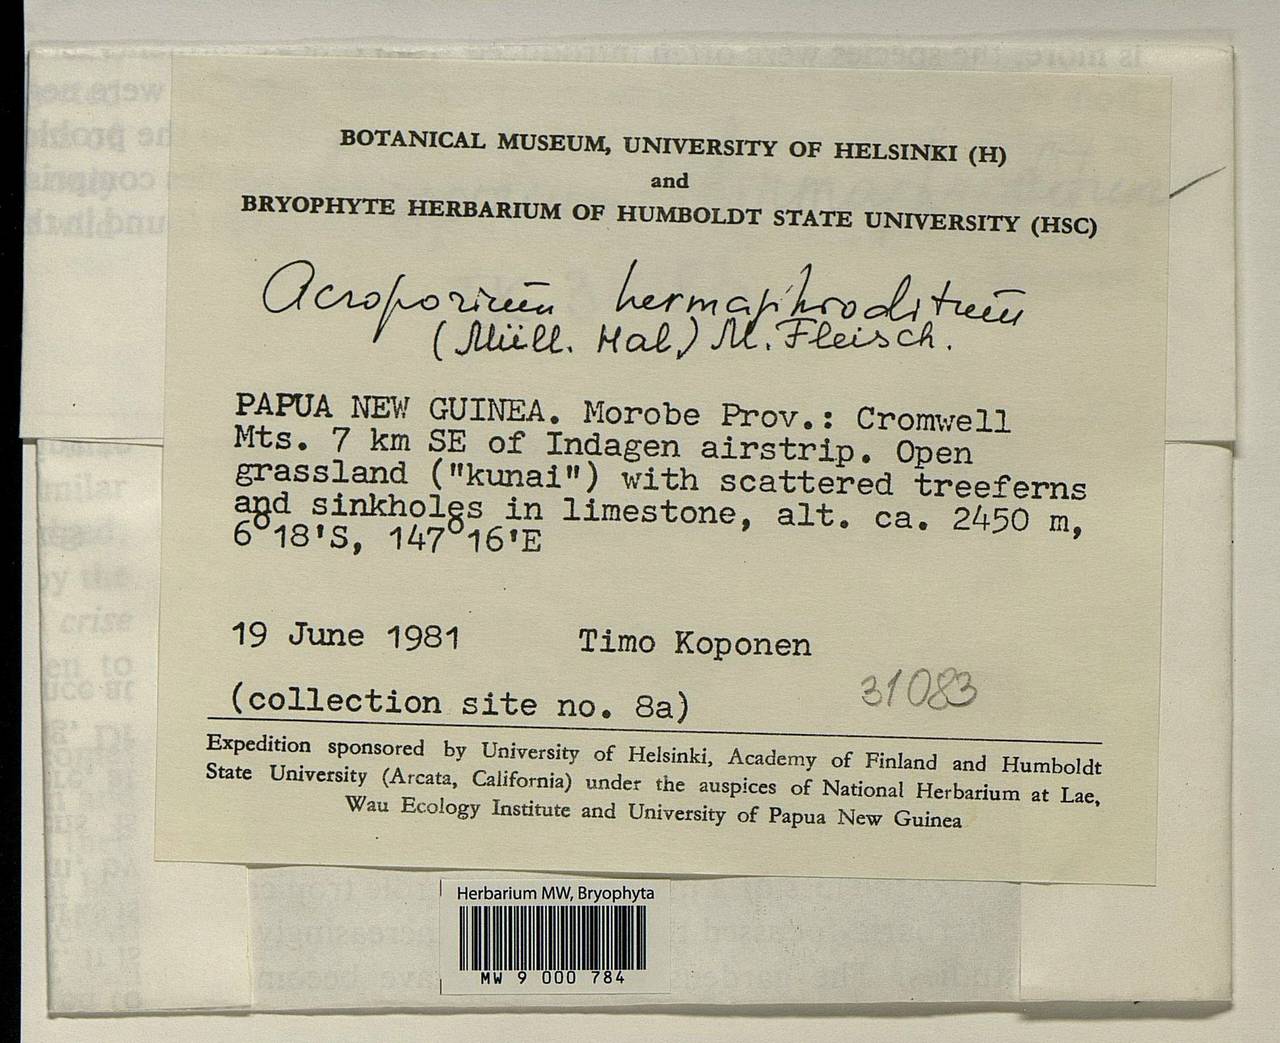 BOTANICAL MUSEUM, UNIVERSITY OF HELSINKI (H)
and
BRYOPHYTE HERBARIUM OF HUMBOLDT STATE UNIVERSITY (HSC)
Acroporium hermaphroditum
(Müll. Hal.) M. Fleisch.
PAPUA NEW GUINEA. Morobe Prov.: Cromwell
Mts. 7 km SE of Indagen airstrip. Open
grassland ("kunai") with scattered treeferns
and sinkholes in limestone, alt. ca. 2450 m,
6°18'S, 147°16'E
19 June 1981 Timo Koponen
(collection site no. 8a) 31083
Expedition sponsored by University of Helsinki, Academy of Finland and Humboldt
State University (Arcata, California) under the auspices of National Herbarium at Lae,
Wau Ecology Institute and University of Papua New Guinea
Herbarium MW, Bryophyta
MW 9 000 784